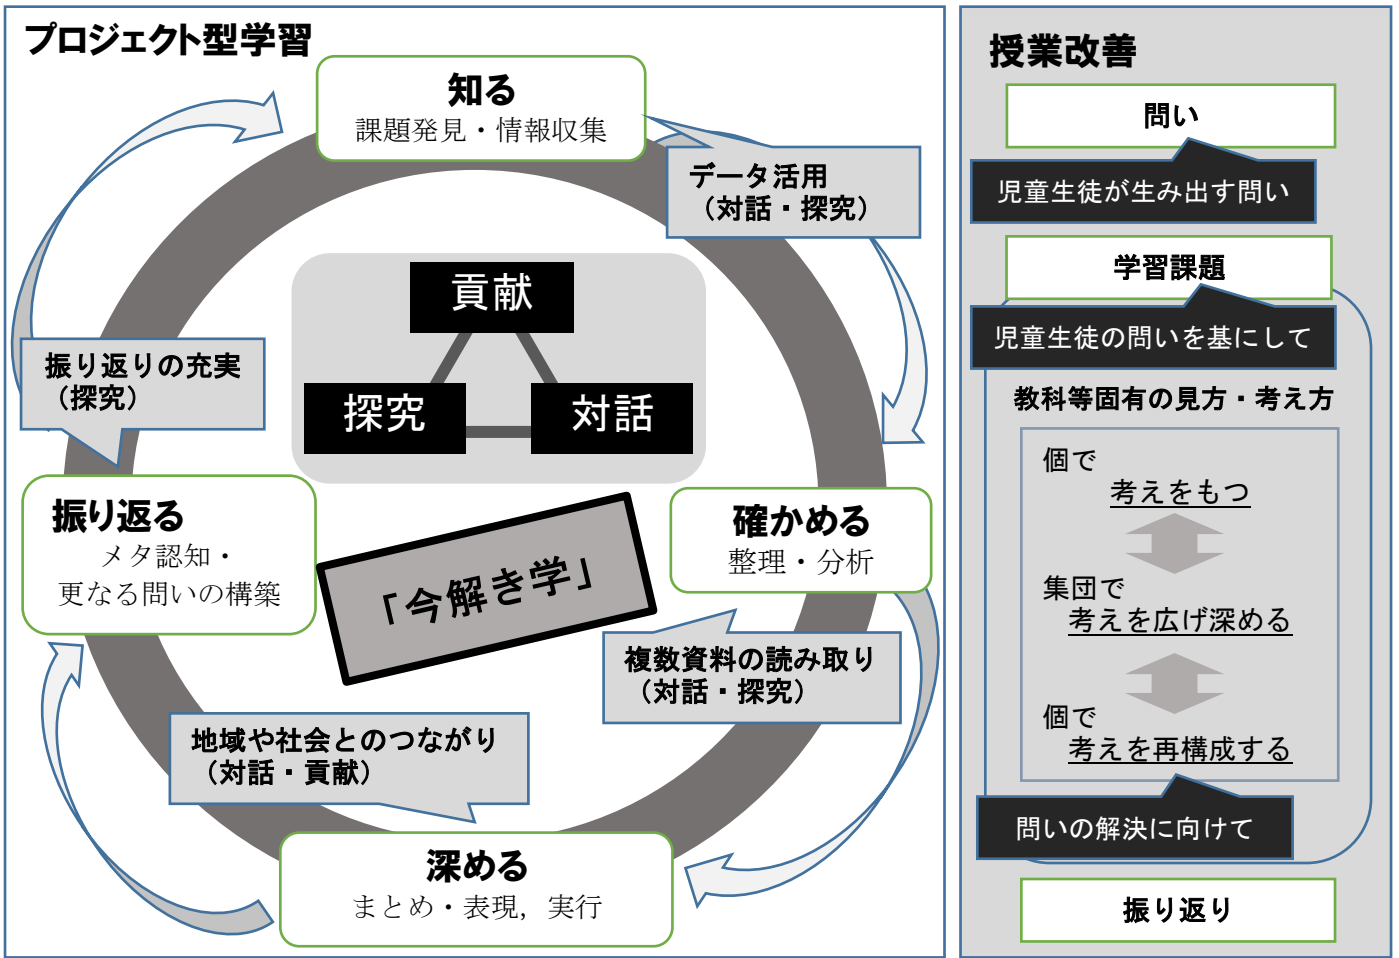 プロジェクト型学習
知る
課題発見・情報収集
データ活用
（対話・探究）
貢献
探究
対話
振り返りの充実
（探究）
振り返る
メタ認知・
更なる問いの構築
確かめる
整理・分析
「今解き学」
複数資料の読み取り
（対話・探究）
地域や社会とのつながり
（対話・貢献）
深める
まとめ・表現，実行
授業改善
問い
児童生徒が生み出す問い
学習課題
児童生徒の問いを基にして
教科等固有の見方・考え方
個で
考えをもつ
集団で
考えを広げ深める
個で
考えを再構成する
問いの解決に向けて
振り返り